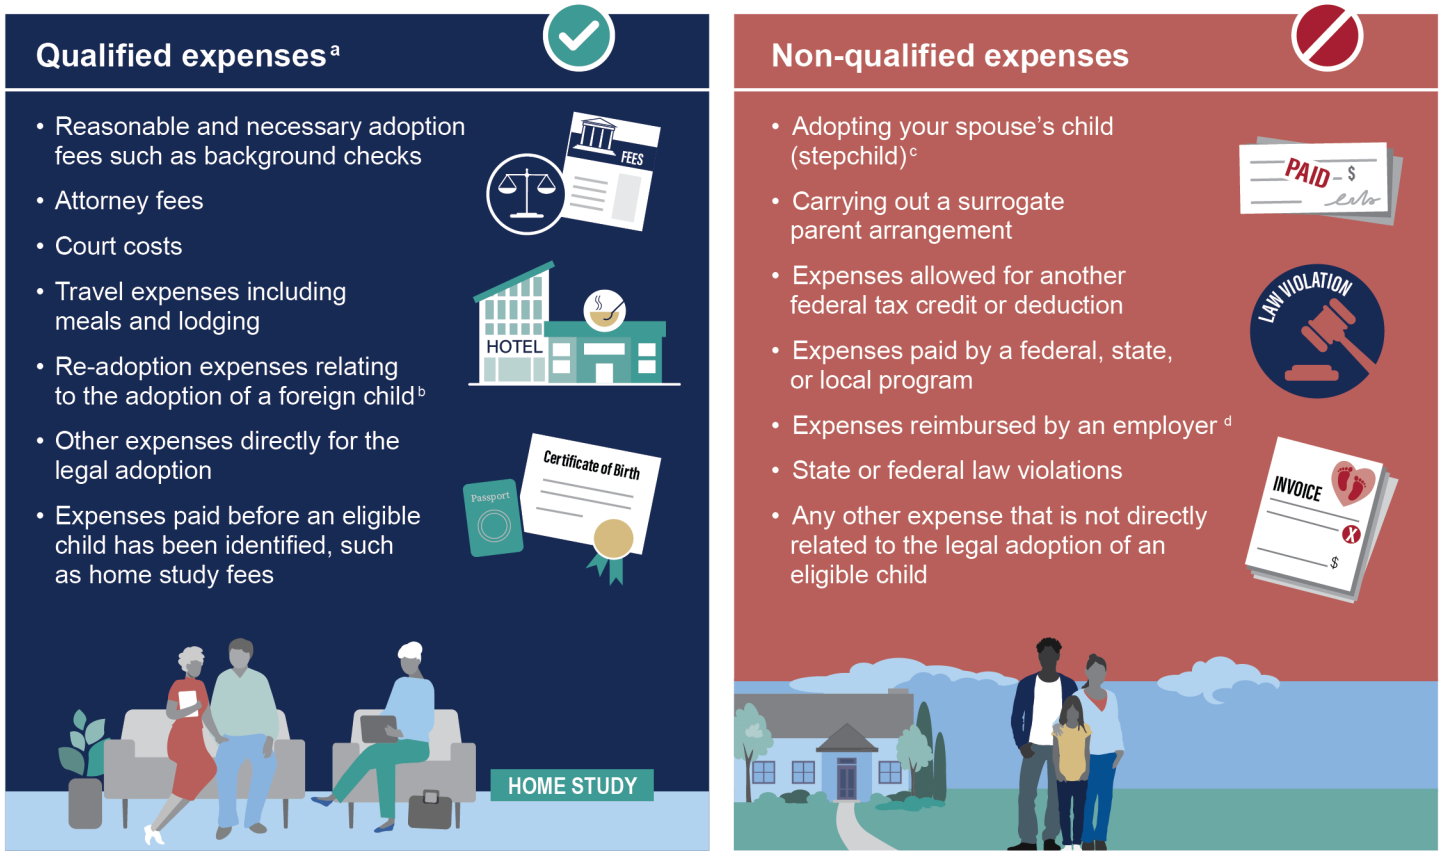 Qualified expenses a
• Reasonable and necessary adoption
fees such as background checks
• Attorney fees
• Court costs
• Travel expenses including
meals and lodging
• Re-adoption expenses relating
to the adoption of a foreign child b
• Other expenses directly for the
legal adoption
• Expenses paid before an eligible
child has been identified, such
as home study fees
FEES
HOTEL
Certificate of Birth
Passport
HOME STUDY
Non-qualified expenses
• Adopting your spouse’s child
(stepchild) c
• Carrying out a surrogate
parent arrangement
• Expenses allowed for another
federal tax credit or deduction
• Expenses paid by a federal, state,
or local program
• Expenses reimbursed by an employer d
• State or federal law violations
• Any other expense that is not directly
related to the legal adoption of an
eligible child
PAID $
LAW VIOLATION
INVOICE
X
$